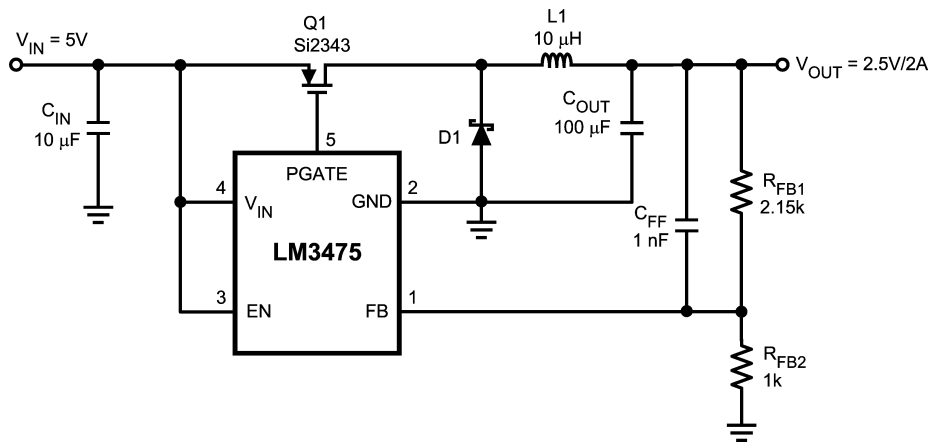 Q1
Si2343
L1
10 µH
V_IN = 5V
V_OUT = 2.5V/2A
C_IN
10 µF
C_OUT
100 µF
D1
5
PGATE
4
V_IN
GND
2
LM3475
R_FB1
2.15k
C_FF
1 nF
3
EN
FB
1
R_FB2
1k